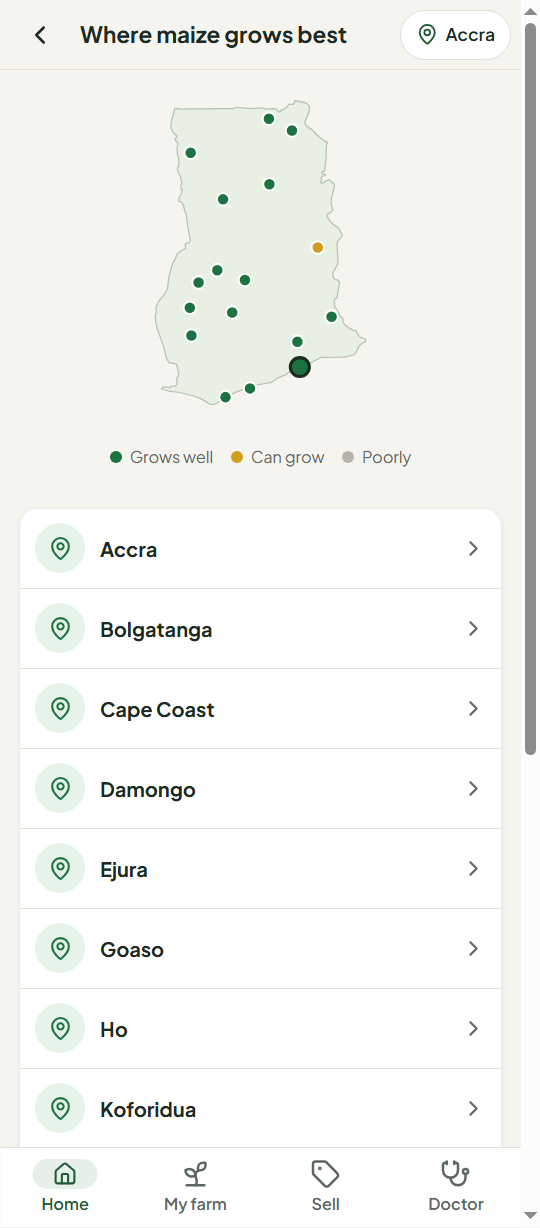 Where maize grows best
Accra
Grows well
Can grow
Poorly
Accra
Bolgatanga
Cape Coast
Damongo
Ejura
Goaso
Ho
Koforidua
Home
My farm
Sell
Doctor